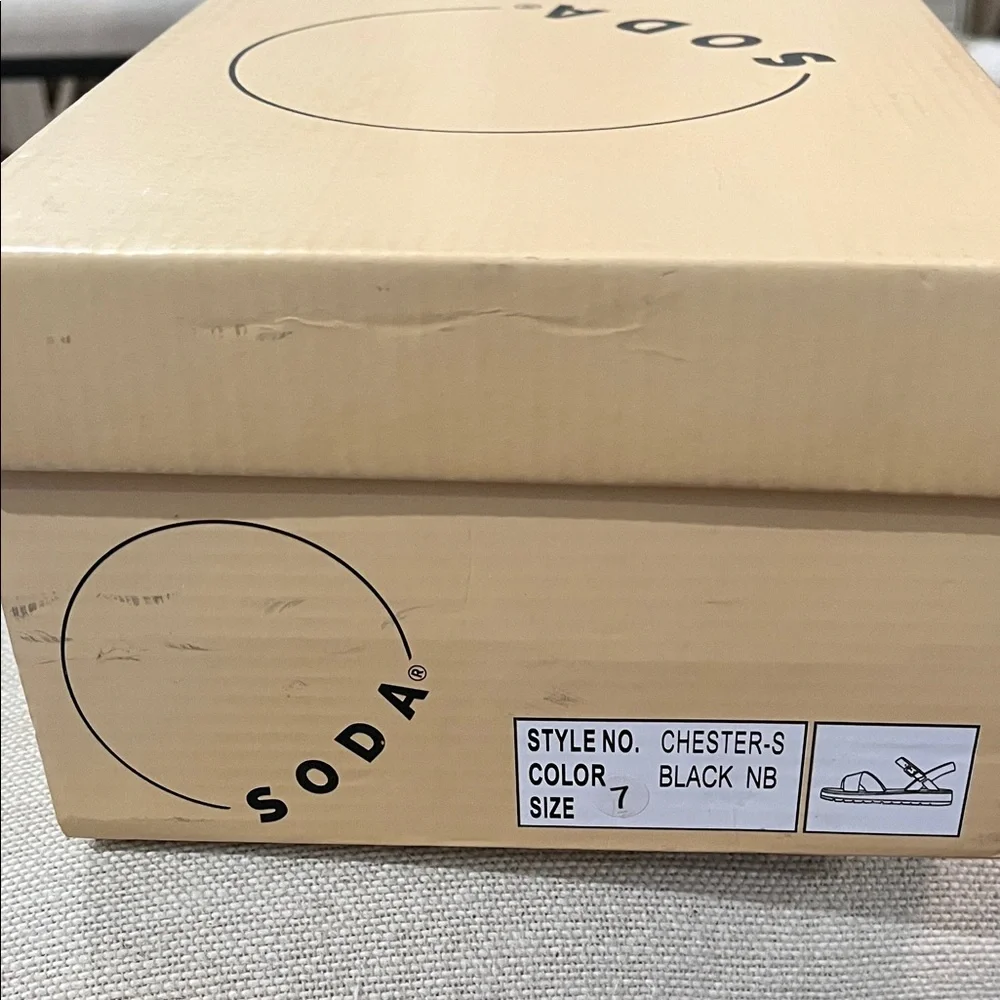 SODA®
SODA®
STYLE NO. CHESTER-S
COLOR BLACK NB
SIZE 7